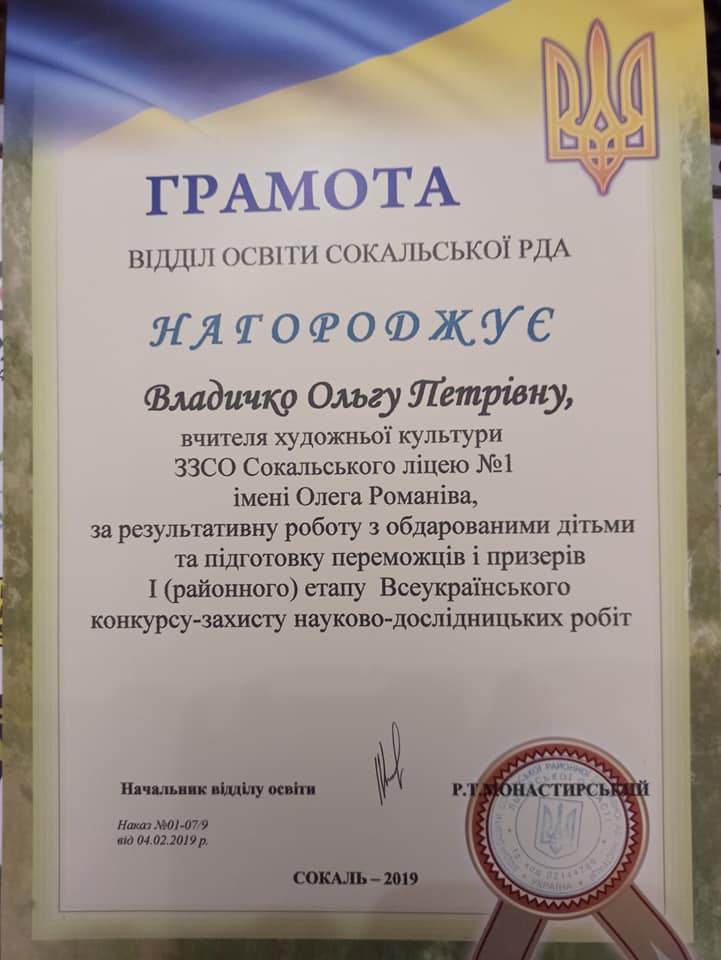 ГРАМОТА
ВІДДІЛ ОСВІТИ СОКАЛЬСЬКОЇ РДА
НАГОРОДЖУЄ
Владичко Ольгу Петрівну,
вчителя художньої культури
ЗЗСО Сокальського ліцею №1
імені Олега Романіва,
за результативну роботу з обдарованими дітьми
та підготовку переможців і призерів
І (районного) етапу Всеукраїнського
конкурсу-захисту науково-дослідницьких робіт
Начальник відділу освіти
Р.Т.МОНАСТИРСЬКИЙ
Наказ №01-07/9
від 04.02.2019 р.
СОКАЛЬ – 2019
УКРАЇНА